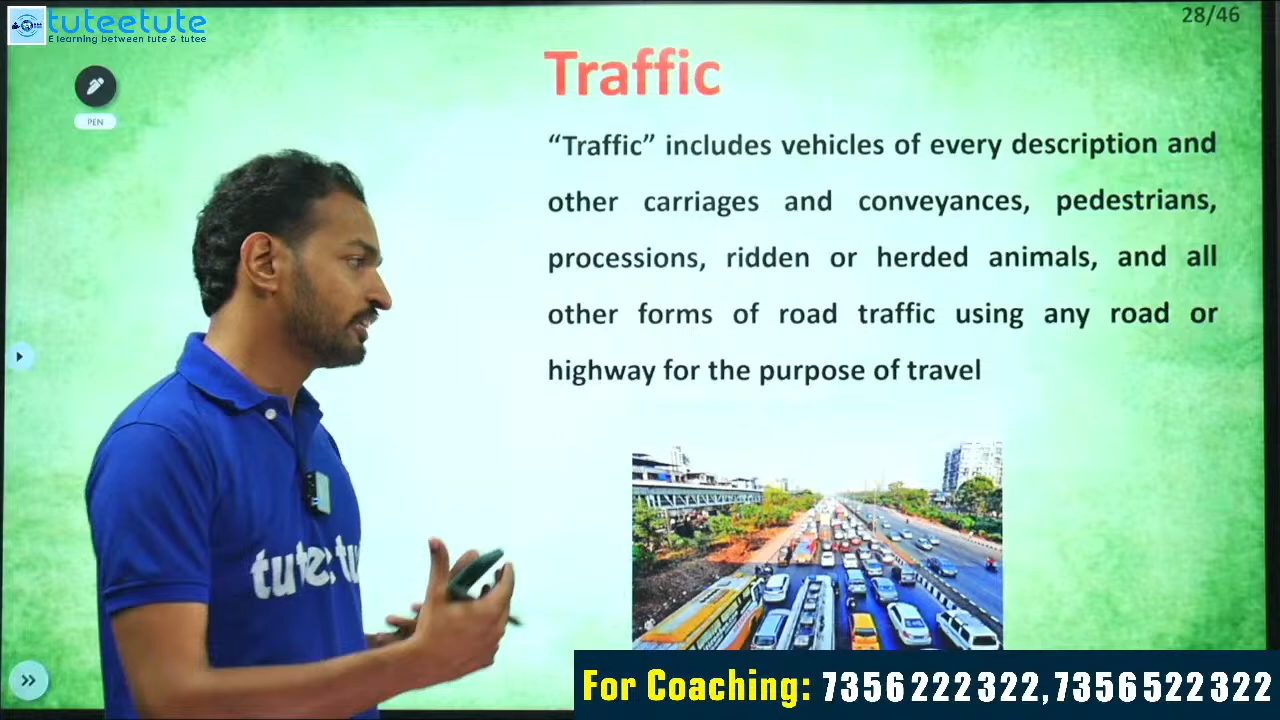 tuteetute
E learning between tute & tutee
28/46
PEN
Traffic
“Traffic” includes vehicles of every description and
other carriages and conveyances, pedestrians,
processions, ridden or herded animals, and all
other forms of road traffic using any road or
highway for the purpose of travel
For Coaching: 7356222322,7356522322